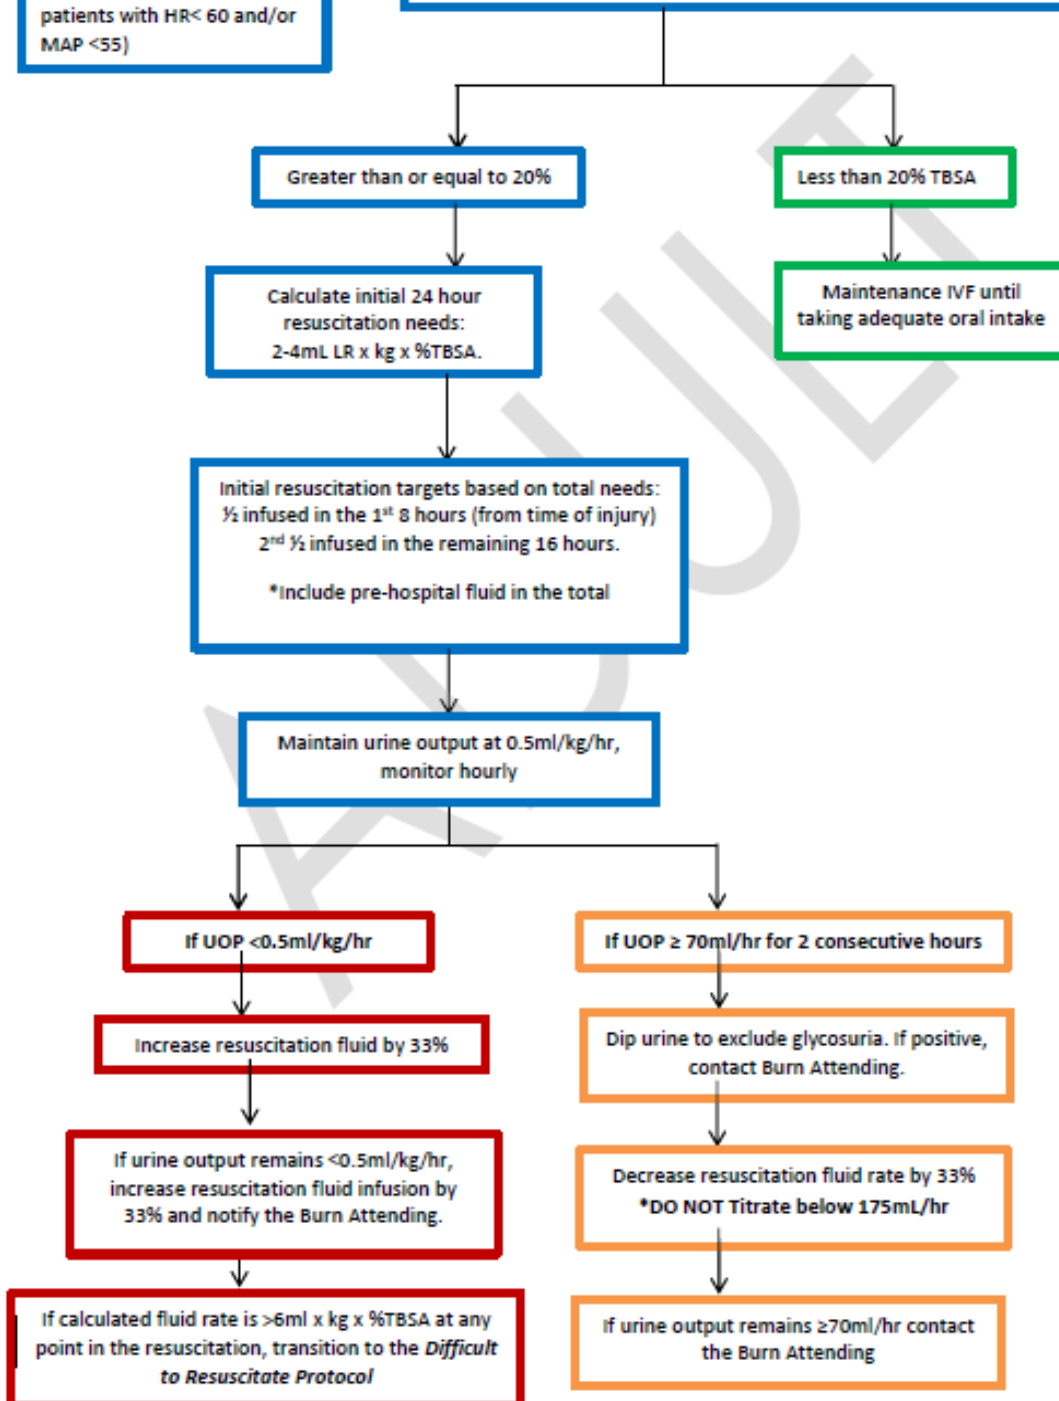 patients with HR< 60 and/or
MAP <55)
Greater than or equal to 20%
Less than 20% TBSA
Calculate initial 24 hour
resuscitation needs:
2-4mL LR x kg x %TBSA.
Maintenance IVF until
taking adequate oral intake
Initial resuscitation targets based on total needs:
½ infused in the 1st 8 hours (from time of injury)
2nd ½ infused in the remaining 16 hours.
*Include pre-hospital fluid in the total
Maintain urine output at 0.5ml/kg/hr,
monitor hourly
If UOP <0.5ml/kg/hr
Increase resuscitation fluid by 33%
If urine output remains <0.5ml/kg/hr,
increase resuscitation fluid infusion by
33% and notify the Burn Attending.
If calculated fluid rate is >6ml x kg x %TBSA at any
point in the resuscitation, transition to the Difficult
to Resuscitate Protocol
If UOP ≥ 70ml/hr for 2 consecutive hours
Dip urine to exclude glycosuria. If positive,
contact Burn Attending.
Decrease resuscitation fluid rate by 33%
*DO NOT Titrate below 175mL/hr
If urine output remains ≥70ml/hr contact
the Burn Attending
ADULT